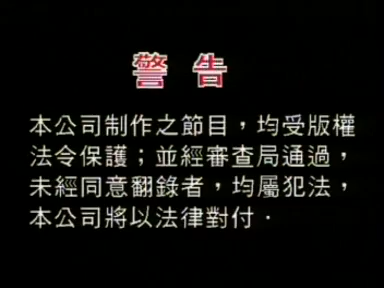 警告
本公司制作之節目，均受版權
法令保護；並經審查局通過，
未經同意翻錄者，均屬犯法，
本公司將以法律對付．